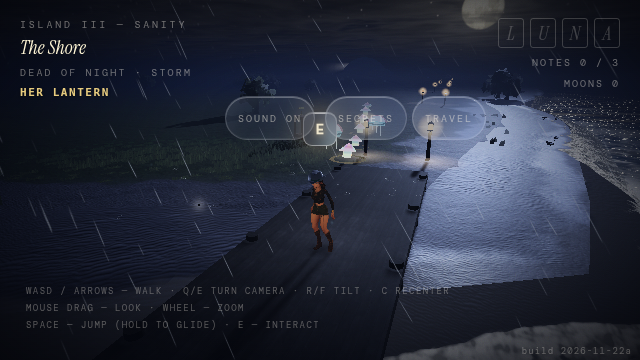 ISLAND III — SANITY
The Shore
DEAD OF NIGHT · STORM
HER LANTERN
LUNA
NOTES 0 / 3
MOONS 0
SOUND ON
SECRETS
TRAVEL
E
WASD / ARROWS — WALK · Q/E TURN CAMERA · R/F TILT · C RECENTER
MOUSE DRAG — LOOK · WHEEL — ZOOM
SPACE — JUMP (HOLD TO GLIDE) · E — INTERACT
build 2026-11-22a